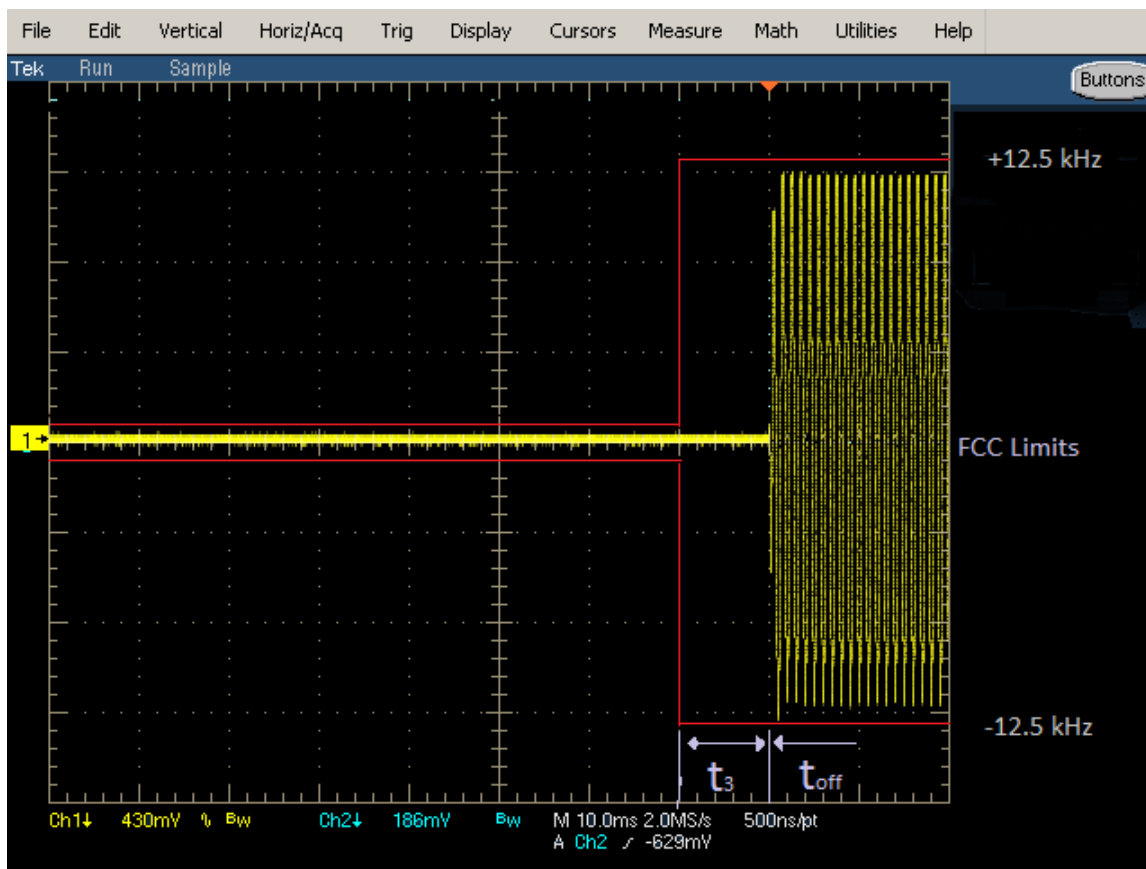 File Edit Vertical Horiz/Acq Trig Display Cursors Measure Math Utilities Help
Tek Run Sample
Buttons
+12.5 kHz
1
FCC Limits
-12.5 kHz
t3 toff
Ch1↓ 430mV ∿ Bw Ch2↓ 186mV Bw M 10.0ms 2.0MS/s 500ns/pt
A Ch2 ∕ -629mV